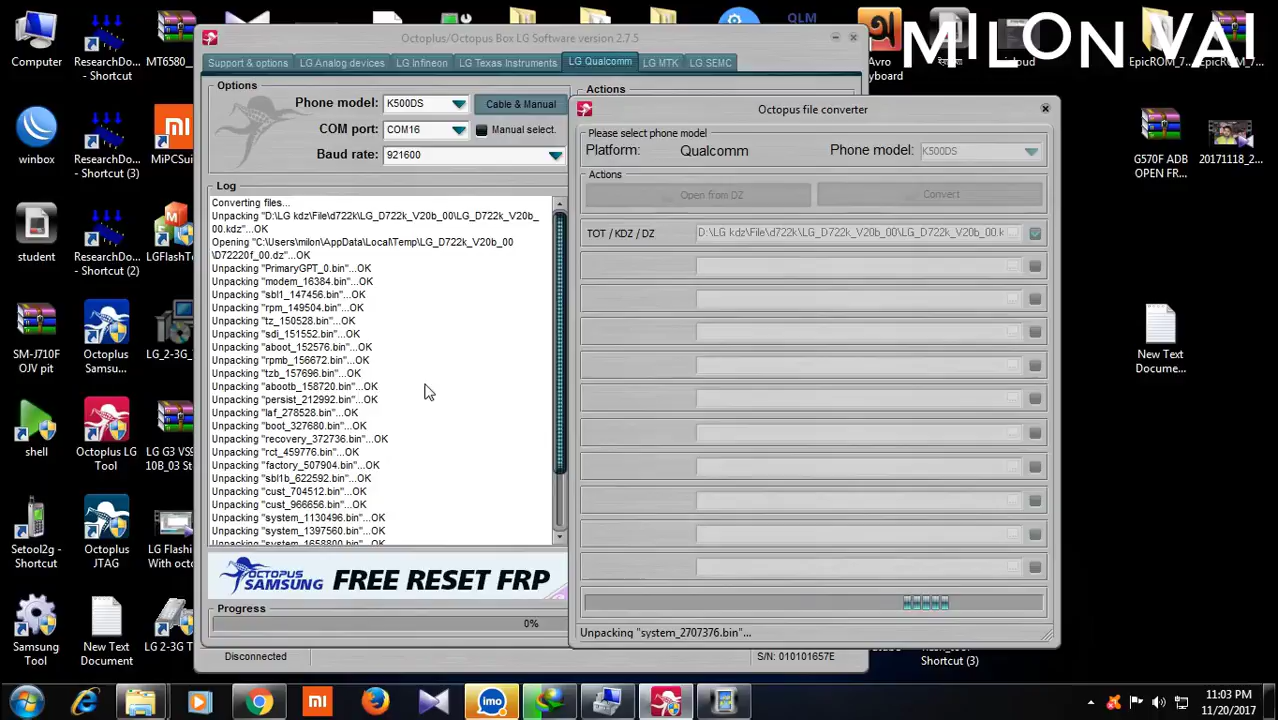 MILON VAI
Computer
ResearchDo...
- Shortcut
MT6580_
QLM
Avro
yboard
EpicROM_7...
winbox
ResearchDo...
- Shortcut (3)
MiPCSui
G570F ADB
OPEN FR...
20171118_2...
student
ResearchDo...
- Shortcut (2)
LGFlashTo
SM-J710F
OJV pit
Octoplus
Samsu...
LG_2-3G_T
New Text
Docume...
shell
Octoplus LG
Tool
LG G3 VS9
10B_03 St
Setool2g -
Shortcut
Octoplus
JTAG
LG Flashi
With octo
Samsung
Tool
New Text
Document
LG 2-3G T
Shortcut (3)
Octoplus/Octopus Box LG Software version 2.7.5
Support & options
LG Analog devices
LG Infineon
LG Texas Instruments
LG Qualcomm
LG MTK
LG SEMC
Options
Actions
Phone model:
K500DS
Cable & Manual
COM port:
COM16
Manual select.
Baud rate:
921600
Log
Converting files...
Unpacking "D:\LG kdz\File\d722k\LG_D722k_V20b_00\LG_D722k_V20b_
00.kdz"...OK
Opening "C:\Users\milon\AppData\Local\Temp\LG_D722k_V20b_00
\D72220f_00.dz"...OK
Unpacking "PrimaryGPT_0.bin"...OK
Unpacking "modem_16384.bin"...OK
Unpacking "sbl1_147456.bin"...OK
Unpacking "rpm_149504.bin"...OK
Unpacking "tz_150528.bin"...OK
Unpacking "sdi_151552.bin"...OK
Unpacking "aboot_152576.bin"...OK
Unpacking "rpmb_156672.bin"...OK
Unpacking "tzb_157696.bin"...OK
Unpacking "abootb_158720.bin"...OK
Unpacking "persist_212992.bin"...OK
Unpacking "laf_278528.bin"...OK
Unpacking "boot_327680.bin"...OK
Unpacking "recovery_372736.bin"...OK
Unpacking "rct_459776.bin"...OK
Unpacking "factory_507904.bin"...OK
Unpacking "sbl1b_622592.bin"...OK
Unpacking "cust_704512.bin"...OK
Unpacking "cust_966656.bin"...OK
Unpacking "system_1130496.bin"...OK
Unpacking "system_1397560.bin"...OK
Unpacking "system_1658800.bin"...OK
OCTOPUS
SAMSUNG
FREE RESET FRP
Progress
0%
Disconnected
S/N: 010101657E
Octopus file converter
Please select phone model
Platform:
Qualcomm
Phone model:
K500DS
Actions
Open from DZ
Convert
TOT / KDZ / DZ
D:\LG kdz\File\d722k\LG_D722k_V20b_00\LG_D722k_V20b_00.k
Unpacking "system_2707376.bin"...
imo
11:03 PM
11/20/2017